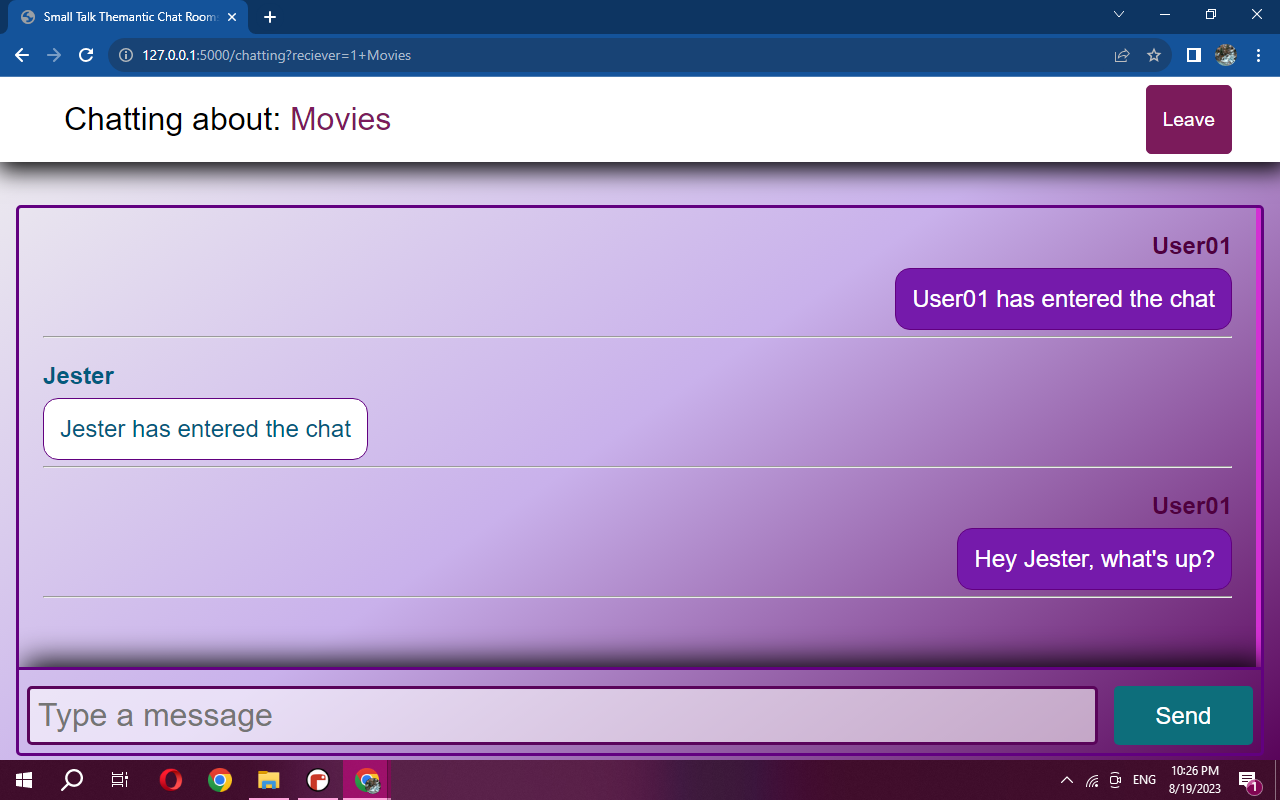 Small Talk Themantic Chat Room
127.0.0.1:5000/chatting?reciever=1+Movies
Chatting about: Movies
Leave
User01
User01 has entered the chat
Jester
Jester has entered the chat
User01
Hey Jester, what's up?
Type a message
Send
ENG
10:26 PM
8/19/2023
1